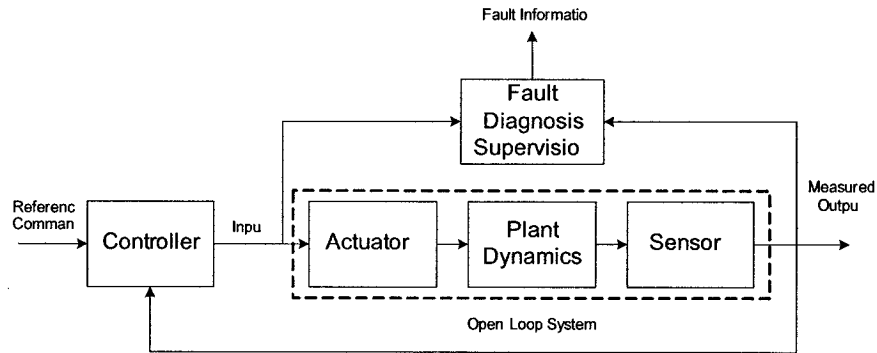 Fault Informatio
Fault
Diagnosis
Supervisio
Measured
Outpu
Referenc
Comman
Controller
Inpu
Actuator
Plant
Dynamics
Sensor
Open Loop System